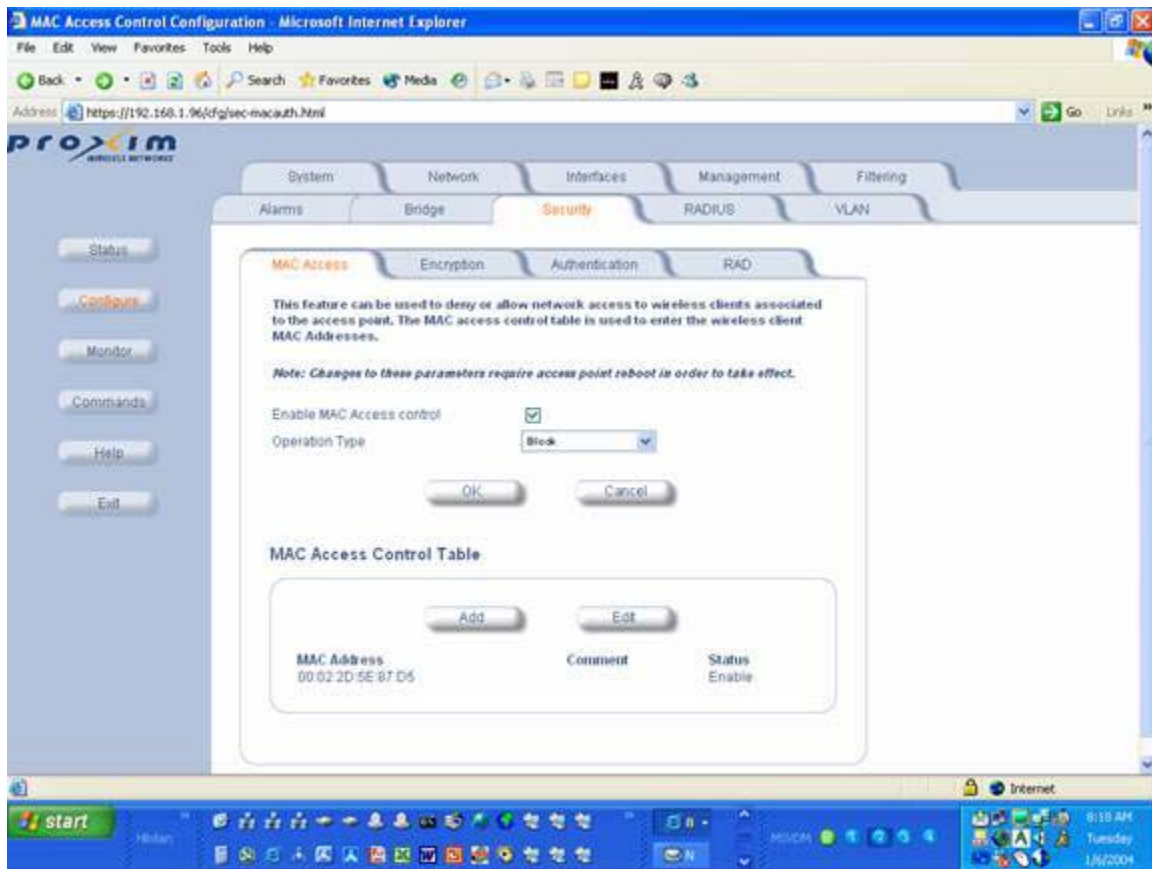 MAC Access Control Configuration - Microsoft Internet Explorer
File Edit View Favorites Tools Help
Back Search Favorites Media
Address https://192.168.1.96/cfg/sec-macauth.html Go Links
proxim
WIRELESS NETWORKS
System Network Interfaces Management Filtering
Alarms Bridge Security RADIUS VLAN
Status
Configure
Monitor
Commands
Help
Exit
MAC Access Encryption Authentication RAD
This feature can be used to deny or allow network access to wireless clients associated
to the access point. The MAC access control table is used to enter the wireless client
MAC Addresses.
Note: Changes to these parameters require access point reboot in order to take effect.
Enable MAC Access control
Operation Type Block
OK Cancel
MAC Access Control Table
Add Edit
MAC Address Comment Status
00:02:2D:5E:87:D5 Enable
Internet
start
8:18 AM
Tuesday
1/6/2004